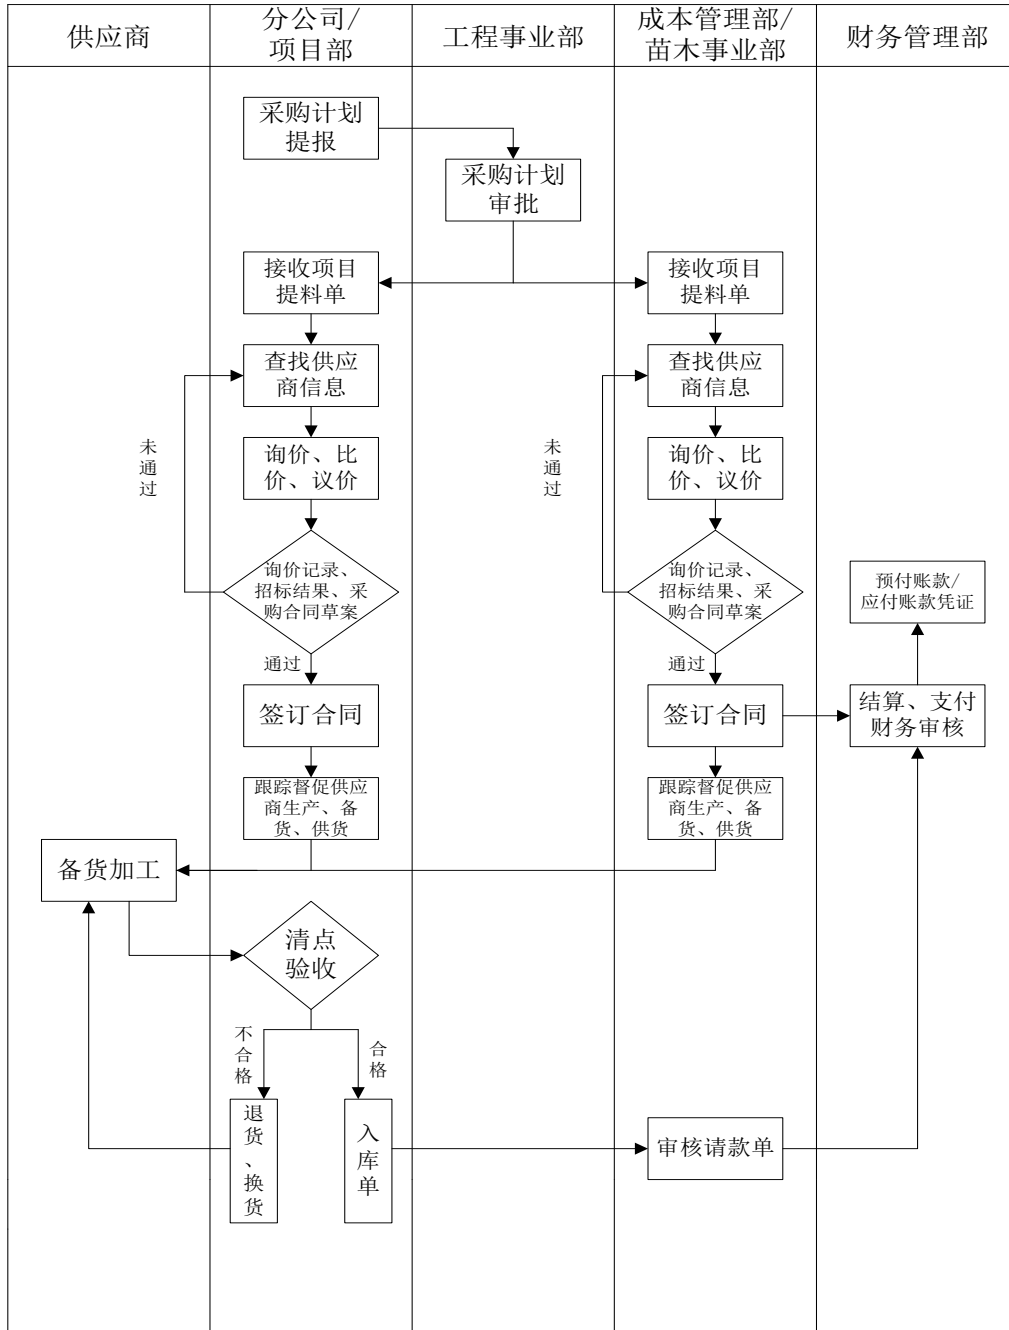 供应商
分公司/
项目部
工程事业部
成本管理部/
苗木事业部
财务管理部
采购计划
提报
采购计划
审批
接收项目
提料单
接收项目
提料单
查找供应
商信息
查找供应
商信息
未
通
过
询价、比
价、议价
未
通
过
询价、比
价、议价
询价记录、
招标结果、采
购合同草案
询价记录、
招标结果、采
购合同草案
预付账款/
应付账款凭证
通过
通过
签订合同
签订合同
结算、支付
财务审核
跟踪督促供应
商生产、备
货、供货
跟踪督促供应
商生产、备
货、供货
备货加工
清点
验收
不
合
格
合
格
退
货
、
换
货
入
库
单
审核请款单